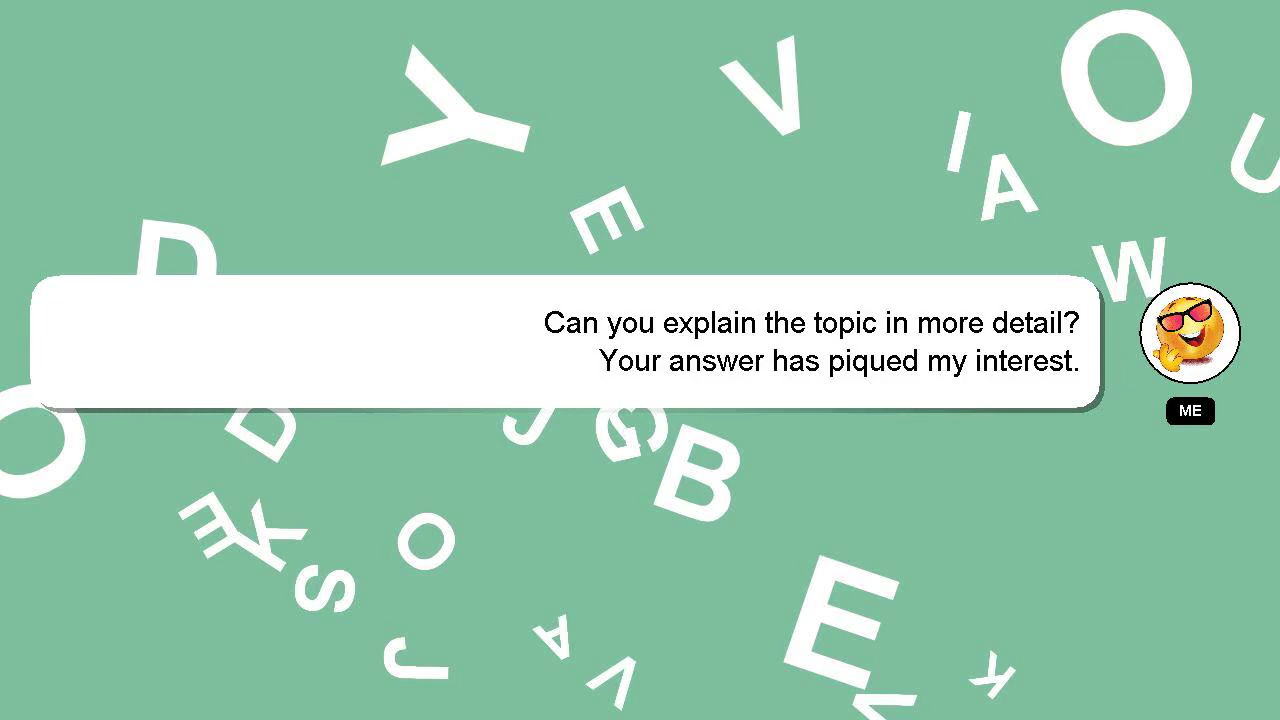 Y
V
O
I
A
U
E
D
W
Can you explain the topic in more detail?
Your answer has piqued my interest.
ME
O
D
J
G
B
E
K
S
O
J
A
V
E
K
V